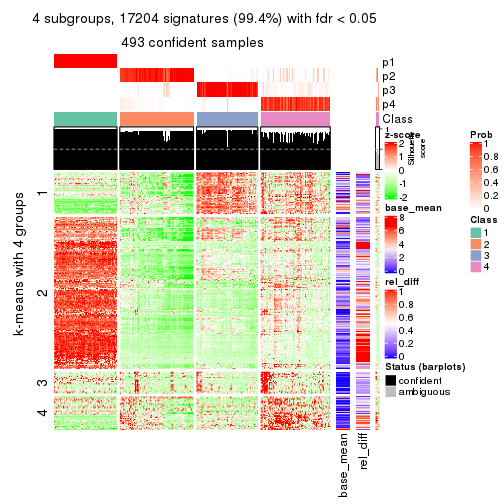 4 subgroups, 17204 signatures (99.4%) with fdr < 0.05
493 confident samples
p1
p2
p3
p4
Class
1
Silhouette
score
z-score
2
1
0
-1
-2
base_mean
8
6
4
2
0
rel_diff
1
0.8
0.6
0.4
0.2
0
Status (barplots)
confident
ambiguous
Prob
1
0.8
0.6
0.4
0.2
0
Class
1
2
3
4
k-means with 4 groups
1
2
3
4
base_mean
rel_diff